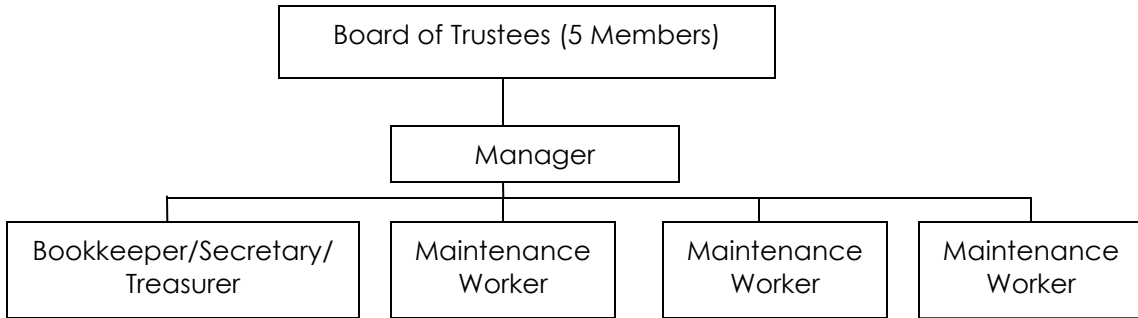 Board of Trustees (5 Members)
Manager
Bookkeeper/Secretary/
Treasurer
Maintenance
Worker
Maintenance
Worker
Maintenance
Worker